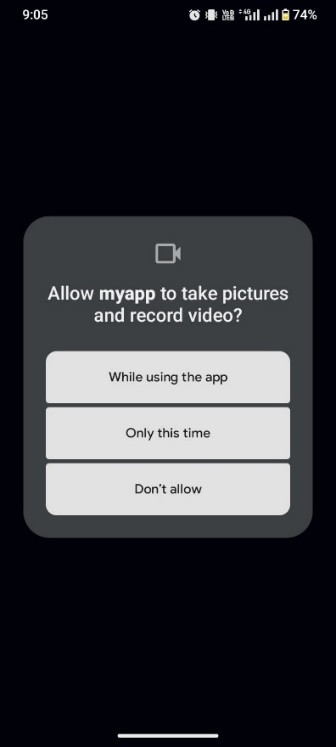 9:05
74%
Allow myapp to take pictures
and record video?
While using the app
Only this time
Don't allow